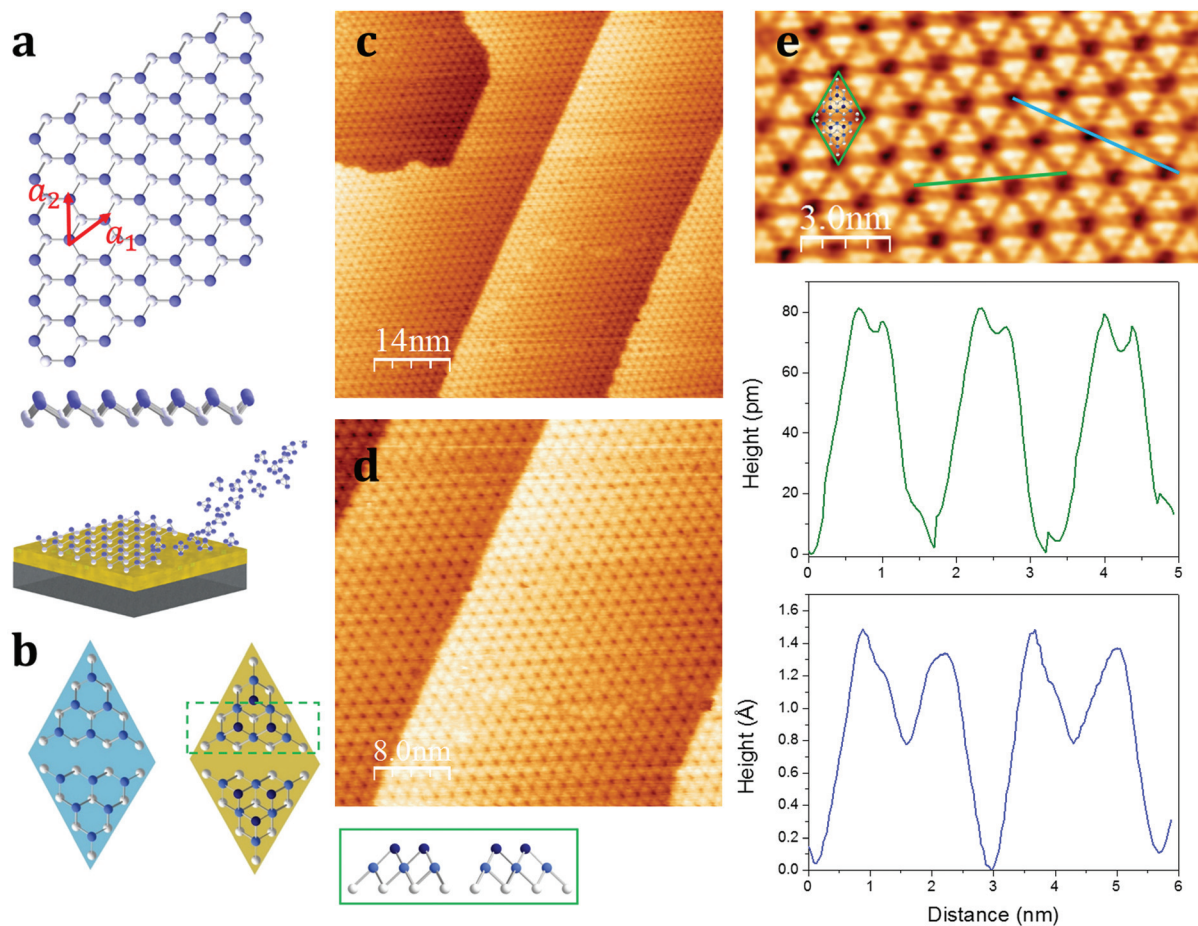 a
a2
a1
b
c
14nm
d
8.0nm
e
3.0nm
80
60
40
20
0
Height (pm)
0 1 2 3 4 5
1.6
1.4
1.2
1.0
0.8
0.6
0.4
0.2
0.0
Height (Å)
0 1 2 3 4 5 6
Distance (nm)